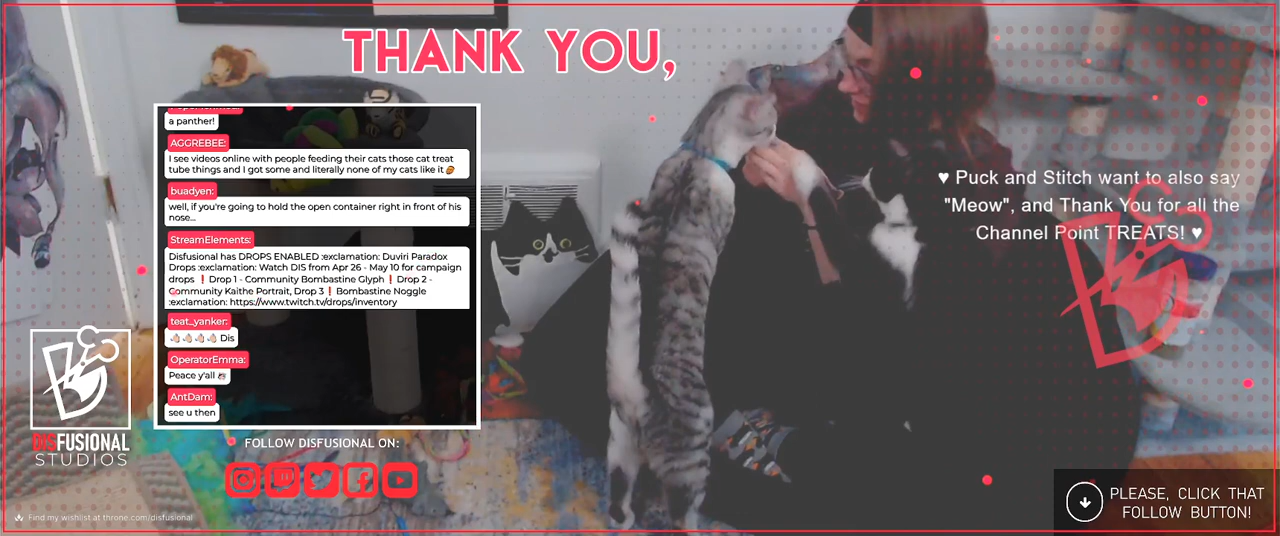 THANK YOU,
a panther!
AGGREBEE:
I see videos online with people feeding their cats those cat treat
tube things and I got some and literally none of my cats like it
buadyen:
well, if you're going to hold the open container right in front of his
nose...
StreamElements:
Disfusional has DROPS ENABLED :exclamation: Duviri Paradox
Drops :exclamation: Watch DIS from Apr 26 - May 10 for campaign
drops ❗ Drop 1 - Community Bombastine Glyph ❗ Drop 2 -
Community Kaithe Portrait, Drop 3 ❗ Bombastine Noggle
:exclamation: https://www.twitch.tv/drops/inventory
teat_yanker:
Dis
OperatorEmma:
Peace y'all
AntDam:
see u then
♥ Puck and Stitch want to also say
"Meow", and Thank You for all the
Channel Point TREATS! ♥
DISFUSIONAL
STUDIOS
FOLLOW DISFUSIONAL ON:
Find my wishlist at throne.com/disfusional
PLEASE, CLICK THAT
FOLLOW BUTTON!